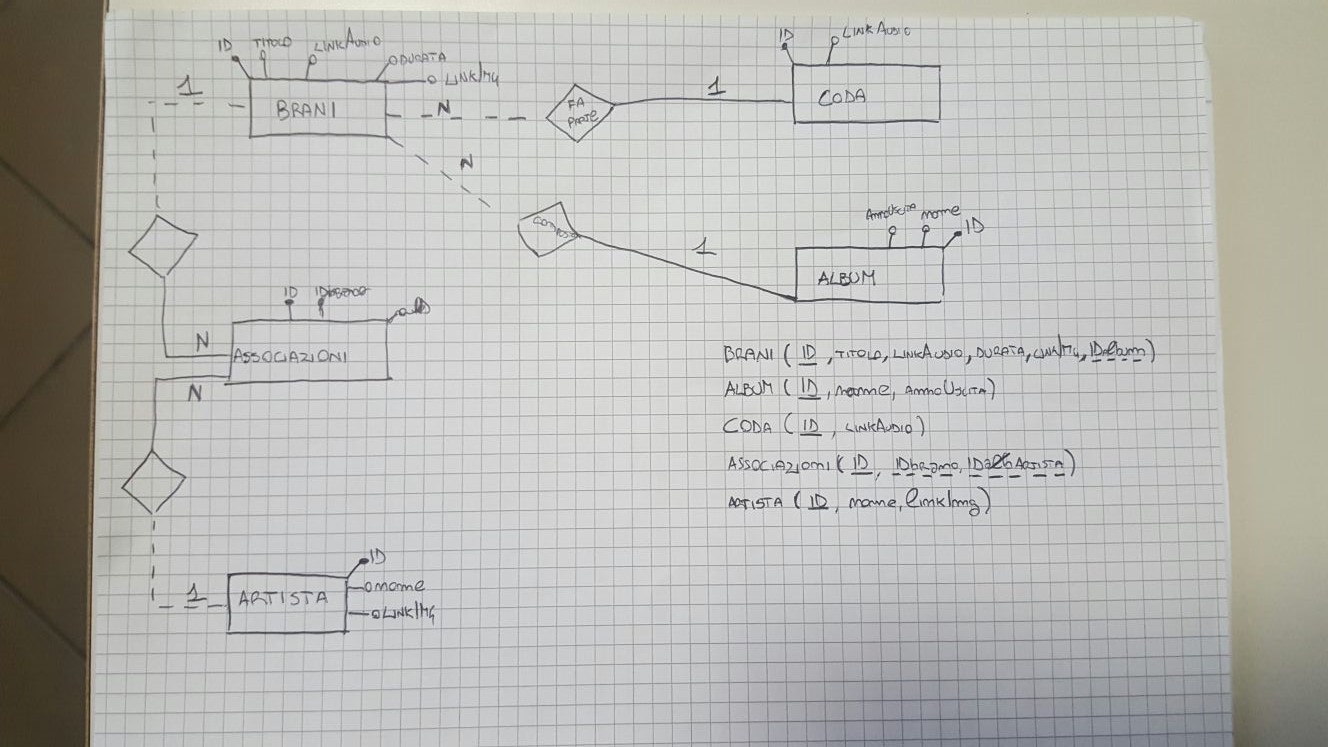 ID TITOLO LINKAUDIO
DURATA
LINKIMG
1
BRANI
N
FA
PARTE
1
ID LINKAUDIO
CODA
N
1
AnnoUscita nome
ID
ALBUM
ID IDbrano
N
ASSOCIAZIONI
N
BRANI ( ID , TITOLO, LINKAUDIO, DURATA, LINKIMG, IDalbum )
ALBUM ( ID , nome, AnnoUscita )
CODA ( ID , LINKAUDIO )
ASSOCIAZIONI ( ID , IDbrano, ID Artista )
ARTISTA ( ID , nome, linkImg )
ID
1
ARTISTA
nome
LINKIMG